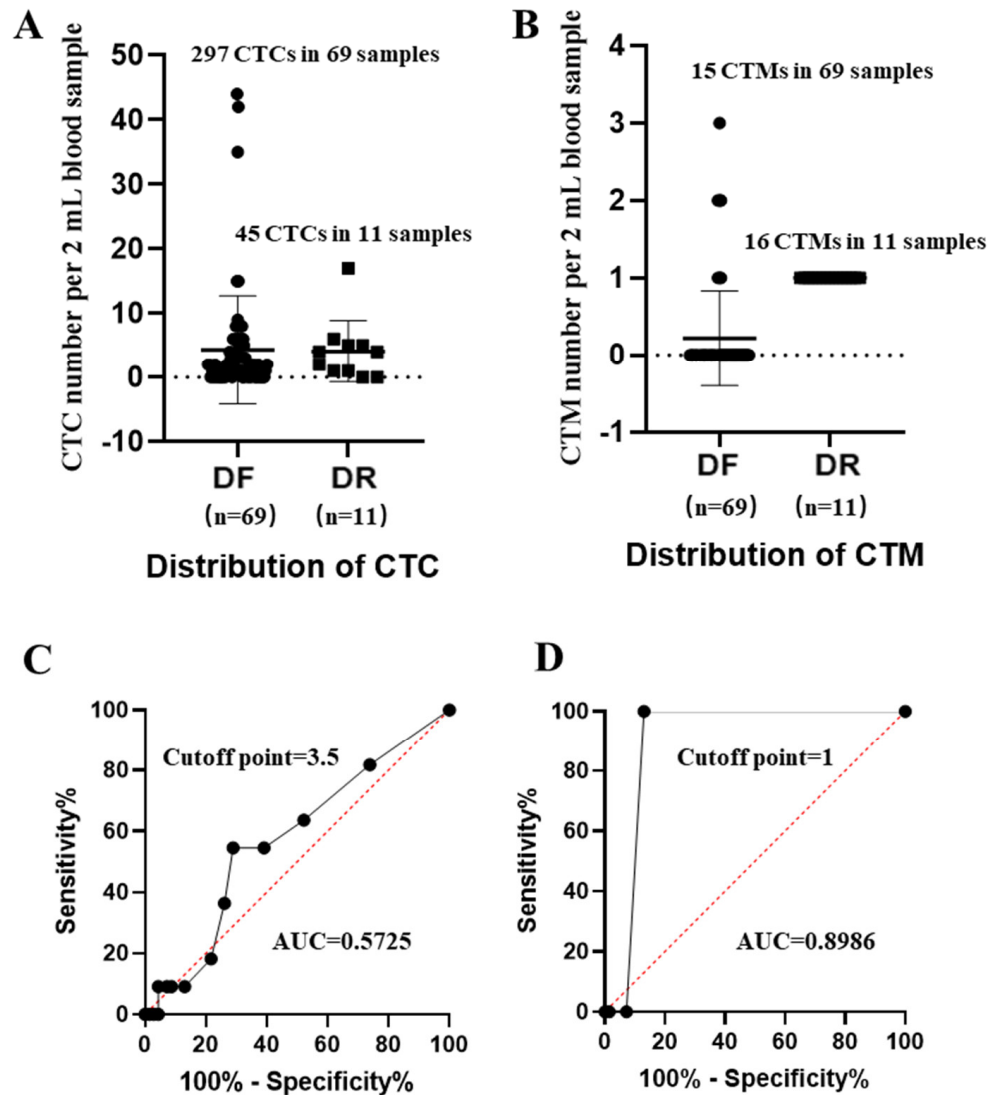 A
CTC number per 2 mL blood sample
50
40
30
20
10
0
-10
297 CTCs in 69 samples
45 CTCs in 11 samples
DF
DR
(n=69)
(n=11)
Distribution of CTC
B
CTM number per 2 mL blood sample
4
3
2
1
0
-1
15 CTMs in 69 samples
16 CTMs in 11 samples
DF
DR
(n=69)
(n=11)
Distribution of CTM
C
Sensitivity%
100
80
60
40
20
0
Cutoff point=3.5
AUC=0.5725
0
20
40
60
80
100
100% - Specificity%
D
Sensitivity%
100
80
60
40
20
0
Cutoff point=1
AUC=0.8986
0
20
40
60
80
100
100% - Specificity%